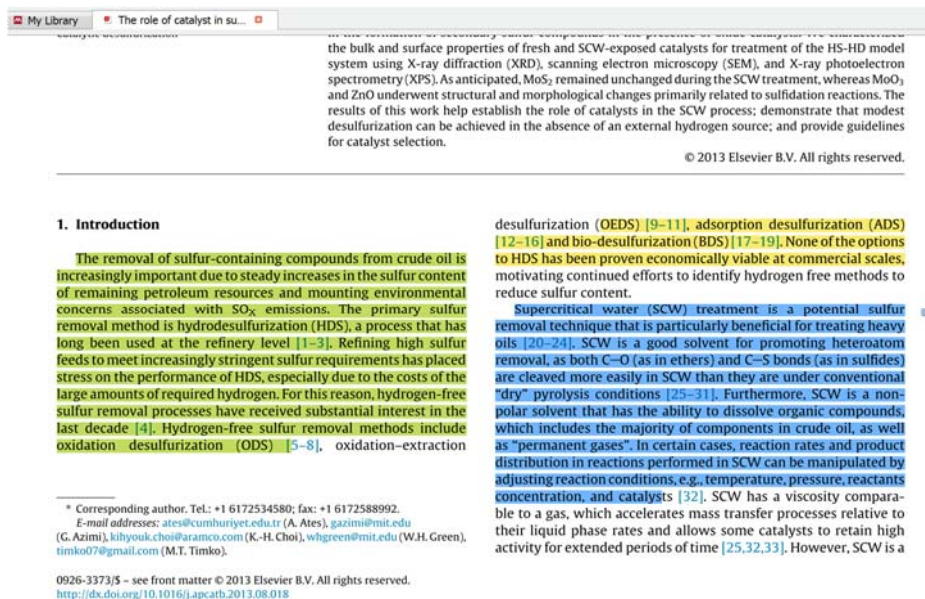 My Library
The role of catalyst in su...
catalytic desulfurization
in the formation of secondary sulfur compounds in the presence of oxide catalysts. We characterized
the bulk and surface properties of fresh and SCW-exposed catalysts for treatment of the HS-HD model
system using X-ray diffraction (XRD), scanning electron microscopy (SEM), and X-ray photoelectron
spectrometry (XPS). As anticipated, MoS2 remained unchanged during the SCW treatment, whereas MoO3
and ZnO underwent structural and morphological changes primarily related to sulfidation reactions. The
results of this work help establish the role of catalysts in the SCW process; demonstrate that modest
desulfurization can be achieved in the absence of an external hydrogen source; and provide guidelines
for catalyst selection.
© 2013 Elsevier B.V. All rights reserved.
1. Introduction
The removal of sulfur-containing compounds from crude oil is
increasingly important due to steady increases in the sulfur content
of remaining petroleum resources and mounting environmental
concerns associated with SOX emissions. The primary sulfur
removal method is hydrodesulfurization (HDS), a process that has
long been used at the refinery level [1–3]. Refining high sulfur
feeds to meet increasingly stringent sulfur requirements has placed
stress on the performance of HDS, especially due to the costs of the
large amounts of required hydrogen. For this reason, hydrogen-free
sulfur removal processes have received substantial interest in the
last decade [4]. Hydrogen-free sulfur removal methods include
oxidation desulfurization (ODS) [5–8], oxidation–extraction
* Corresponding author. Tel.: +1 6172534580; fax: +1 6172588992.
E-mail addresses: ates@cumhuriyet.edu.tr (A. Ates), gazimi@mit.edu
(G. Azimi), kihyouk.choi@aramco.com (K.-H. Choi), whgreen@mit.edu (W.H. Green),
timko07@gmail.com (M.T. Timko).
0926-3373/$ – see front matter © 2013 Elsevier B.V. All rights reserved.
http://dx.doi.org/10.1016/j.apcatb.2013.08.018
desulfurization (OEDS) [9–11], adsorption desulfurization (ADS)
[12–16] and bio-desulfurization (BDS) [17–19]. None of the options
to HDS has been proven economically viable at commercial scales,
motivating continued efforts to identify hydrogen free methods to
reduce sulfur content.
Supercritical water (SCW) treatment is a potential sulfur
removal technique that is particularly beneficial for treating heavy
oils [20–24]. SCW is a good solvent for promoting heteroatom
removal, as both C—O (as in ethers) and C—S bonds (as in sulfides)
are cleaved more easily in SCW than they are under conventional
“dry” pyrolysis conditions [25–31]. Furthermore, SCW is a non-
polar solvent that has the ability to dissolve organic compounds,
which includes the majority of components in crude oil, as well
as “permanent gases”. In certain cases, reaction rates and product
distribution in reactions performed in SCW can be manipulated by
adjusting reaction conditions, e.g., temperature, pressure, reactants
concentration, and catalysts [32]. SCW has a viscosity compara-
ble to a gas, which accelerates mass transfer processes relative to
their liquid phase rates and allows some catalysts to retain high
activity for extended periods of time [25,32,33]. However, SCW is a